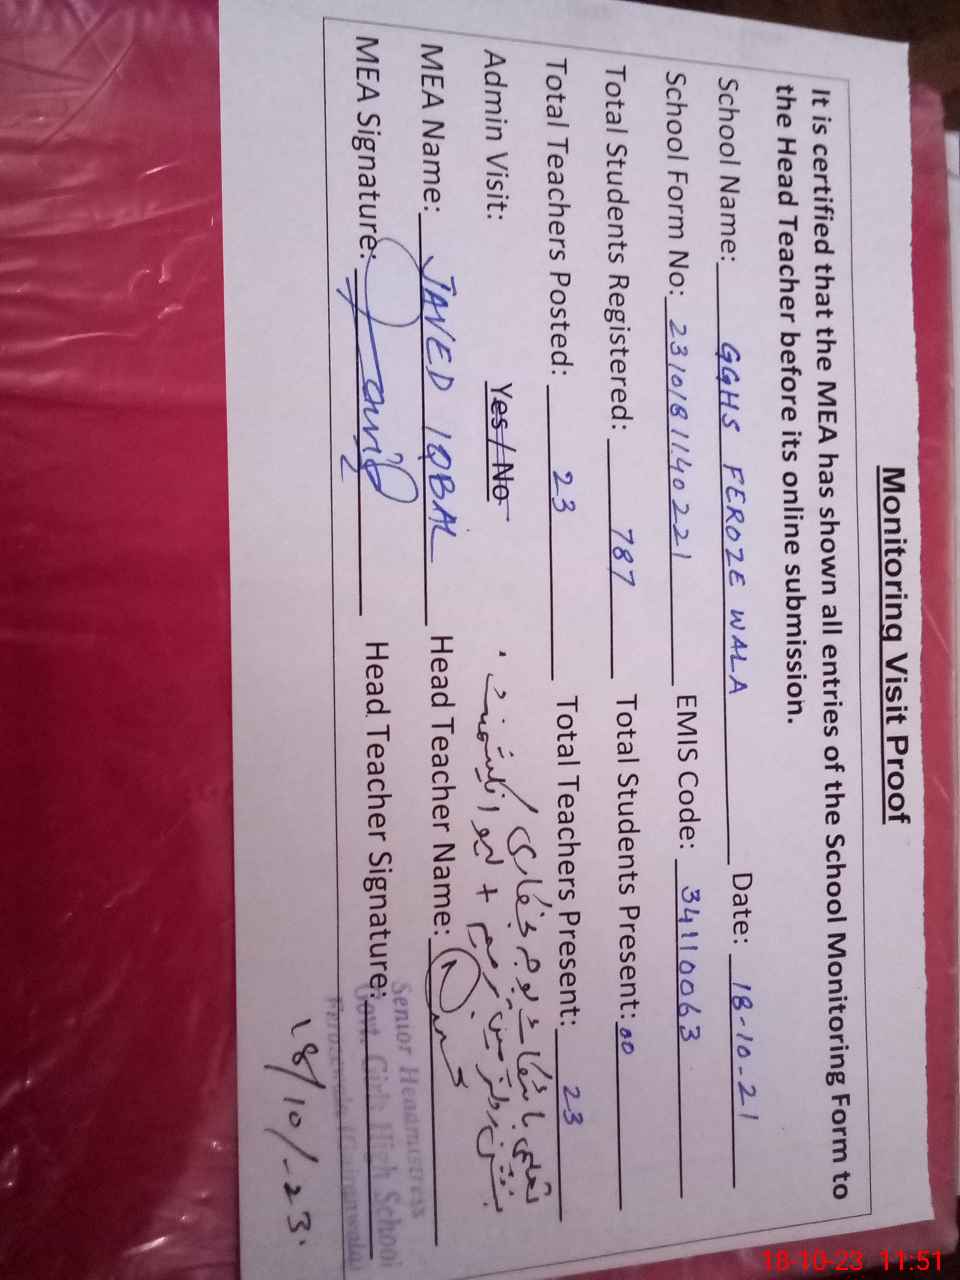 Monitoring Visit Proof
It is certified that the MEA has shown all entries of the School Monitoring Form to
the Head Teacher before its online submission.
School Name: GGHS FEROZE WALA Date: 18-10-21
School Form No: 23101811.40221 EMIS Code: 34110063
Total Students Registered: 787 Total Students Present: 00
Total Teachers Posted: 23 Total Teachers Present: 23
Admin Visit: Yes / No
MEA Name: JAVED IQBAL Head Teacher Name:
MEA Signature: Head Teacher Signature:
Senior Headmistress
Govt. Girls High School
Ferozewala (Gujranwala)
18/10/-23.
18-10-23 11:51